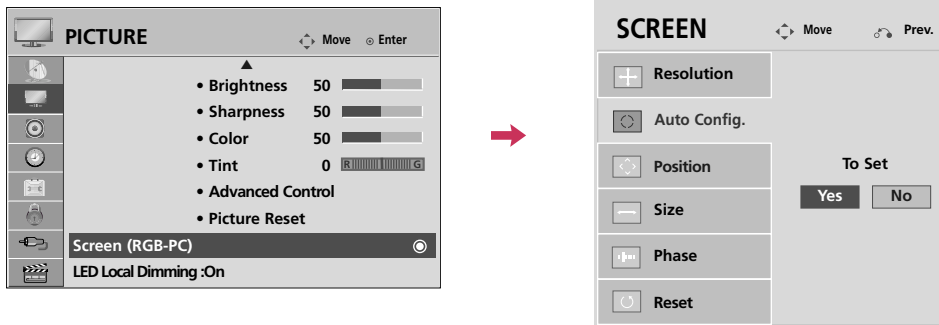 PICTURE
Move
Enter
• Brightness 50
• Sharpness 50
• Color 50
• Tint 0 R G
• Advanced Control
• Picture Reset
Screen (RGB-PC)
LED Local Dimming :On
SCREEN
Move
Prev.
Resolution
Auto Config.
Position
Size
Phase
Reset
To Set
Yes No